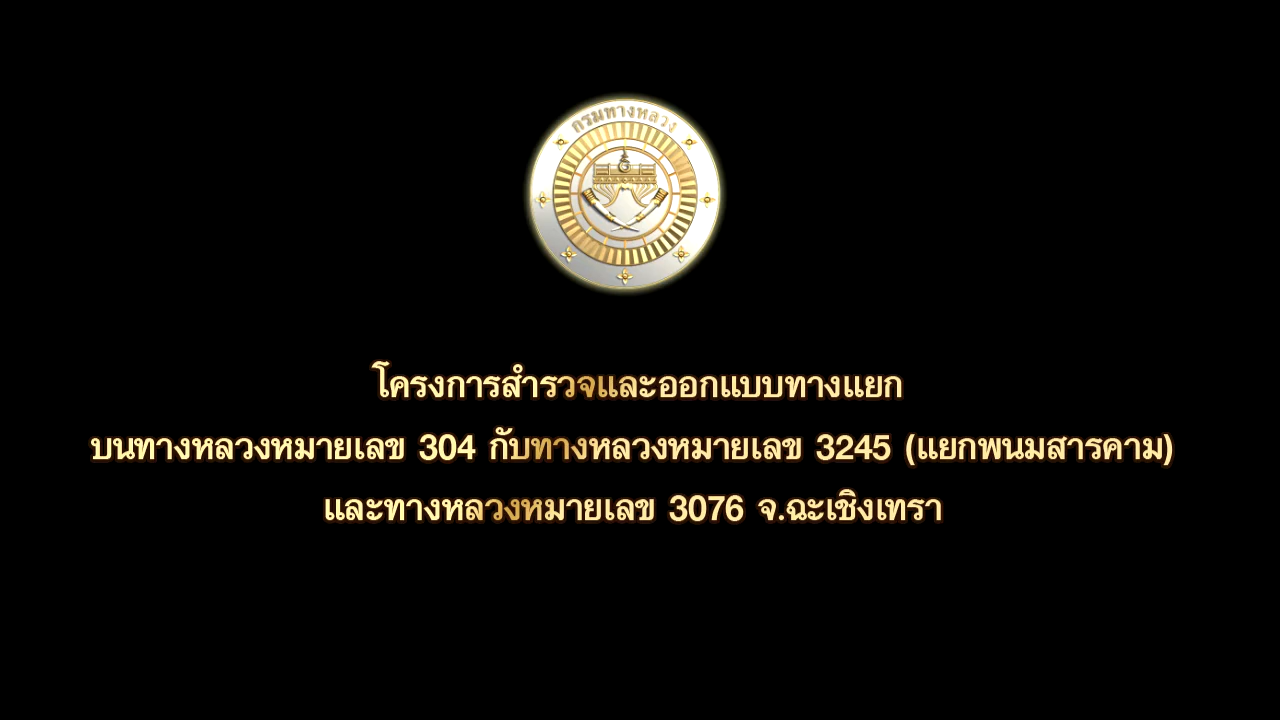 กรมทางหลวง
โครงการสำรวจและออกแบบทางแยก
บนทางหลวงหมายเลข 304 กับทางหลวงหมายเลข 3245 (แยกพนมสารคาม)
และทางหลวงหมายเลข 3076 จ.ฉะเชิงเทรา